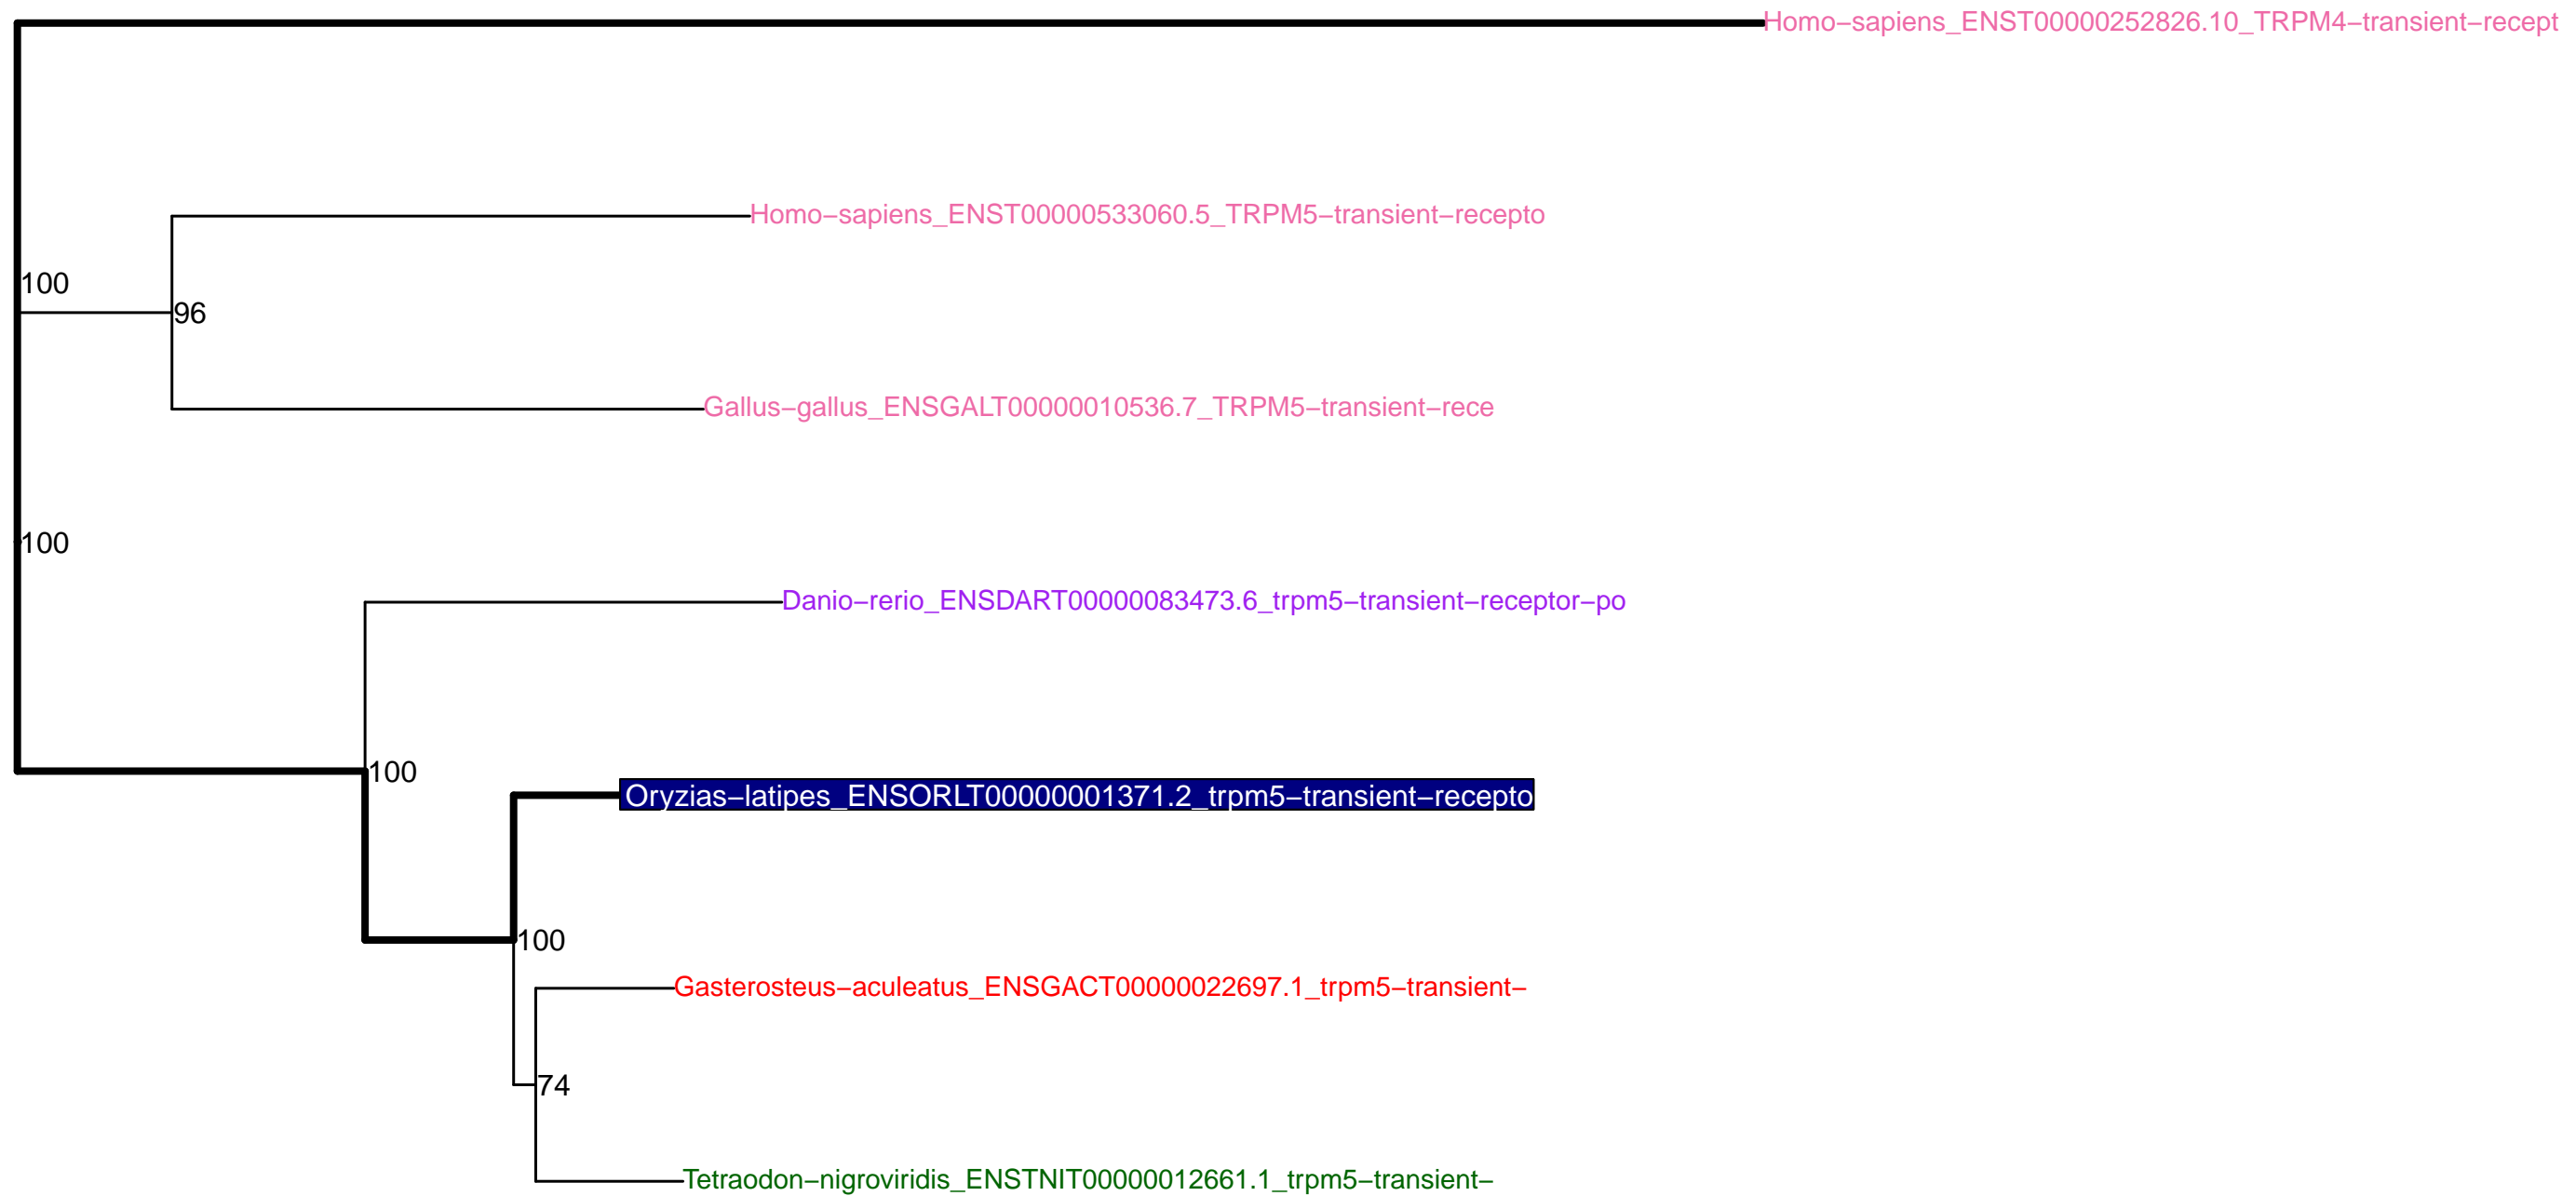 Homo–sapiens_ENST00000252826.10_TRPM4–transient–recept
Homo–sapiens_ENST00000533060.5_TRPM5–transient–recepto
100
96
Gallus–gallus_ENSGALT00000010536.7_TRPM5–transient–rece
100
Danio–rerio_ENSDART00000083473.6_trpm5–transient–receptor–po
100
Oryzias–latipes_ENSORLT00000001371.2_trpm5–transient–recepto
100
Gasterosteus–aculeatus_ENSGACT00000022697.1_trpm5–transient–
74
Tetraodon–nigroviridis_ENSTNIT00000012661.1_trpm5–transient–